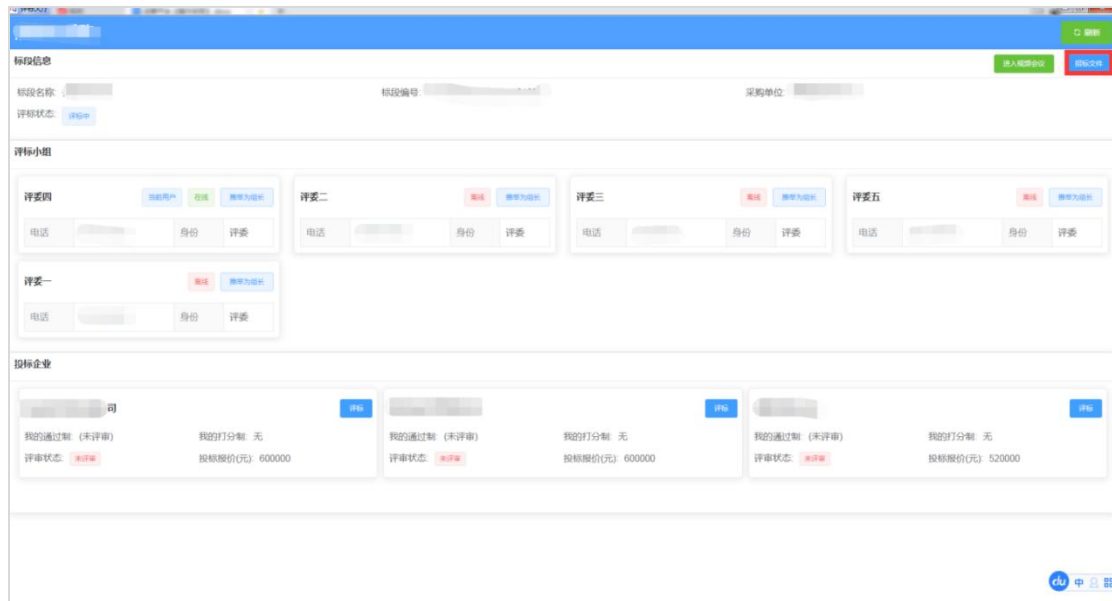 刷新
标段信息 进入视频会议 招标文件
标段名称: 标段编号: 采购单位:
评标状态: 评标中
评标小组
评委四 当前用户 在线 推举为组长 评委二 离线 推举为组长 评委三 离线 推举为组长 评委五 离线 推举为组长
电话 身份 评委 电话 身份 评委 电话 身份 评委 电话 身份 评委
评委一 离线 推举为组长
电话 身份 评委
投标企业
司 评标 评标 评标
我的通过制: (未评审) 我的打分制: 无 我的通过制: (未评审) 我的打分制: 无 我的通过制: (未评审) 我的打分制: 无
评审状态: 未评审 投标报价(元): 600000 评审状态: 未评审 投标报价(元): 600000 评审状态: 未评审 投标报价(元): 520000
du 中